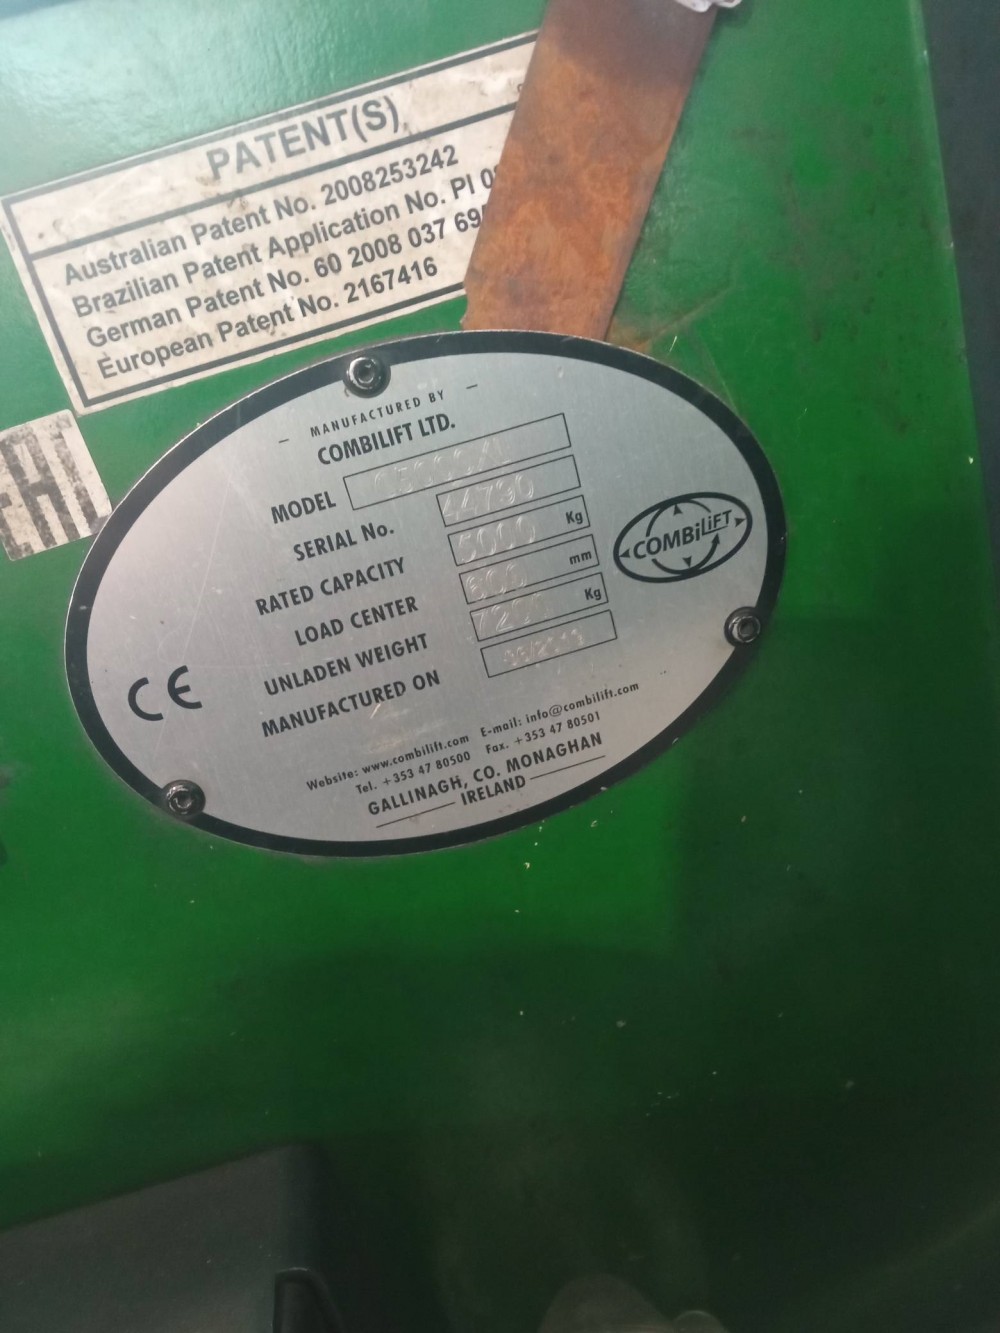 PATENT(S)
Australian Patent No. 2008253242
Brazilian Patent Application No. PI
German Patent No. 60 2008 037
European Patent No. 2167416
MANUFACTURED BY
COMBILIFT LTD.
MODEL
SERIAL No. 44790
RATED CAPACITY 5000 Kg
LOAD CENTER 600 mm
UNLADEN WEIGHT Kg
MANUFACTURED ON
COMBiLiFT
CE
Website: www.combilift.com E-mail: info@combilift.com
Tel. +353 47 80500 Fax. +353 47 80501
GALLINAGH, CO. MONAGHAN
IRELAND